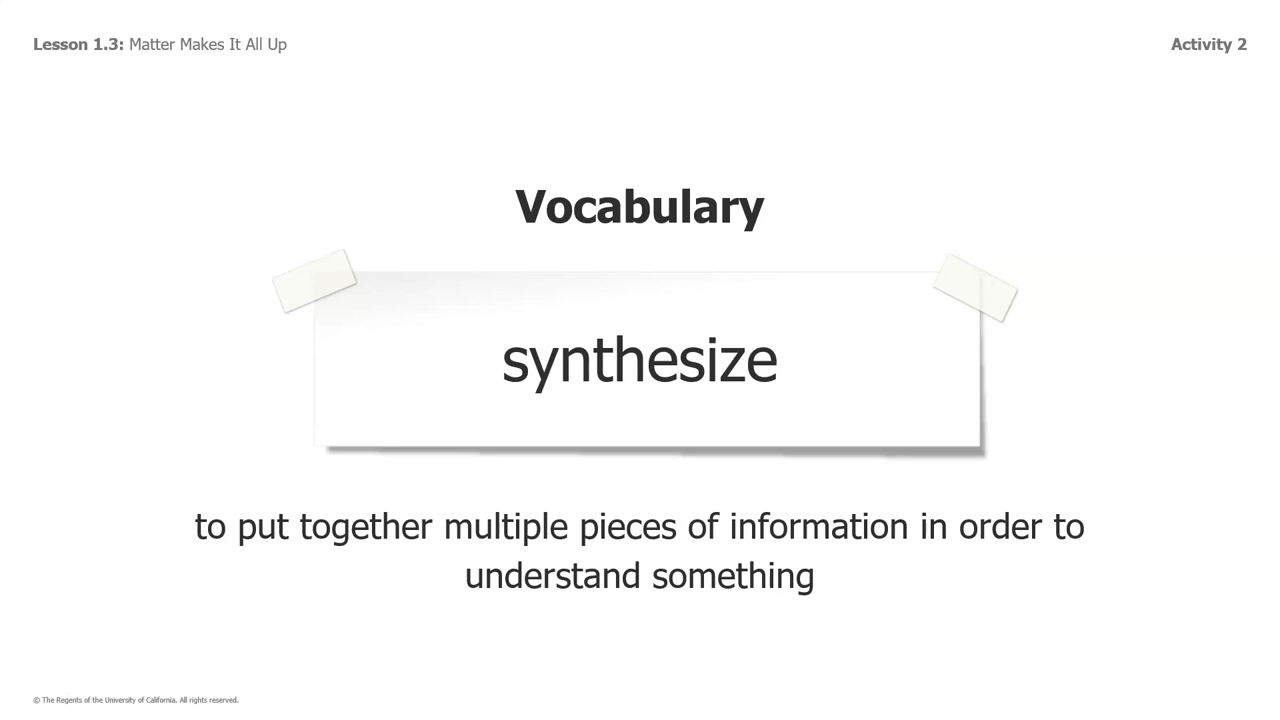 Lesson 1.3: Matter Makes It All Up
Activity 2
Vocabulary
synthesize
to put together multiple pieces of information in order to
understand something
© The Regents of the University of California. All rights reserved.